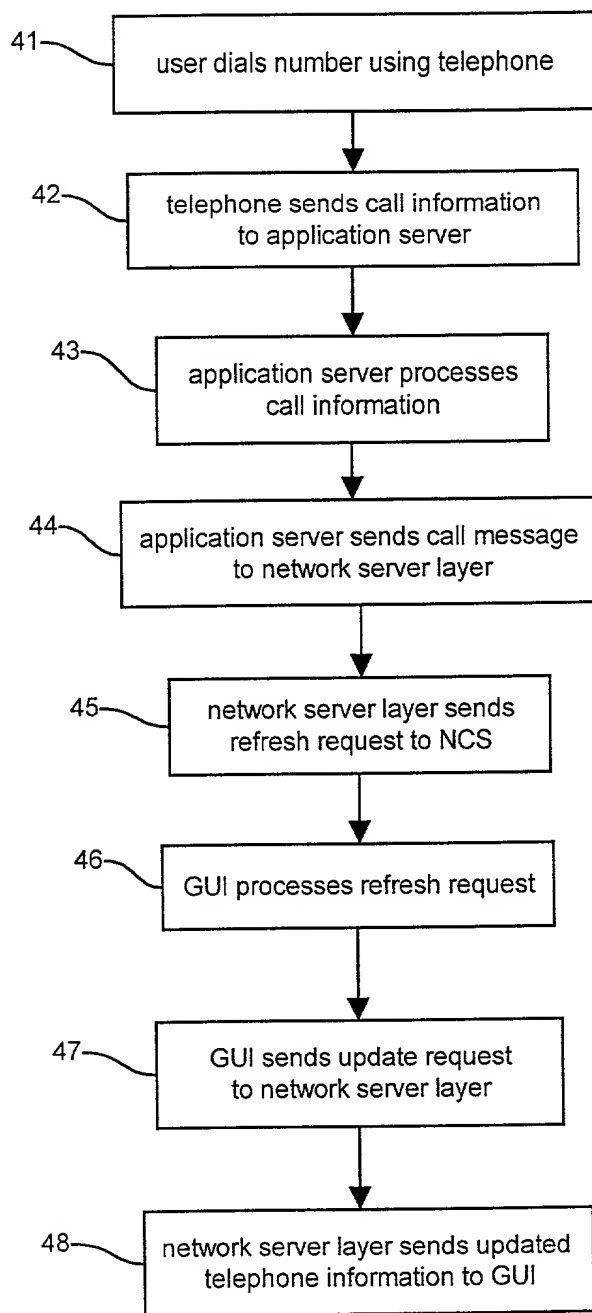 41
user dials number using telephone
42
telephone sends call information
to application server
43
application server processes
call information
44
application server sends call message
to network server layer
45
network server layer sends
refresh request to NCS
46
GUI processes refresh request
47
GUI sends update request
to network server layer
48
network server layer sends updated
telephone information to GUI